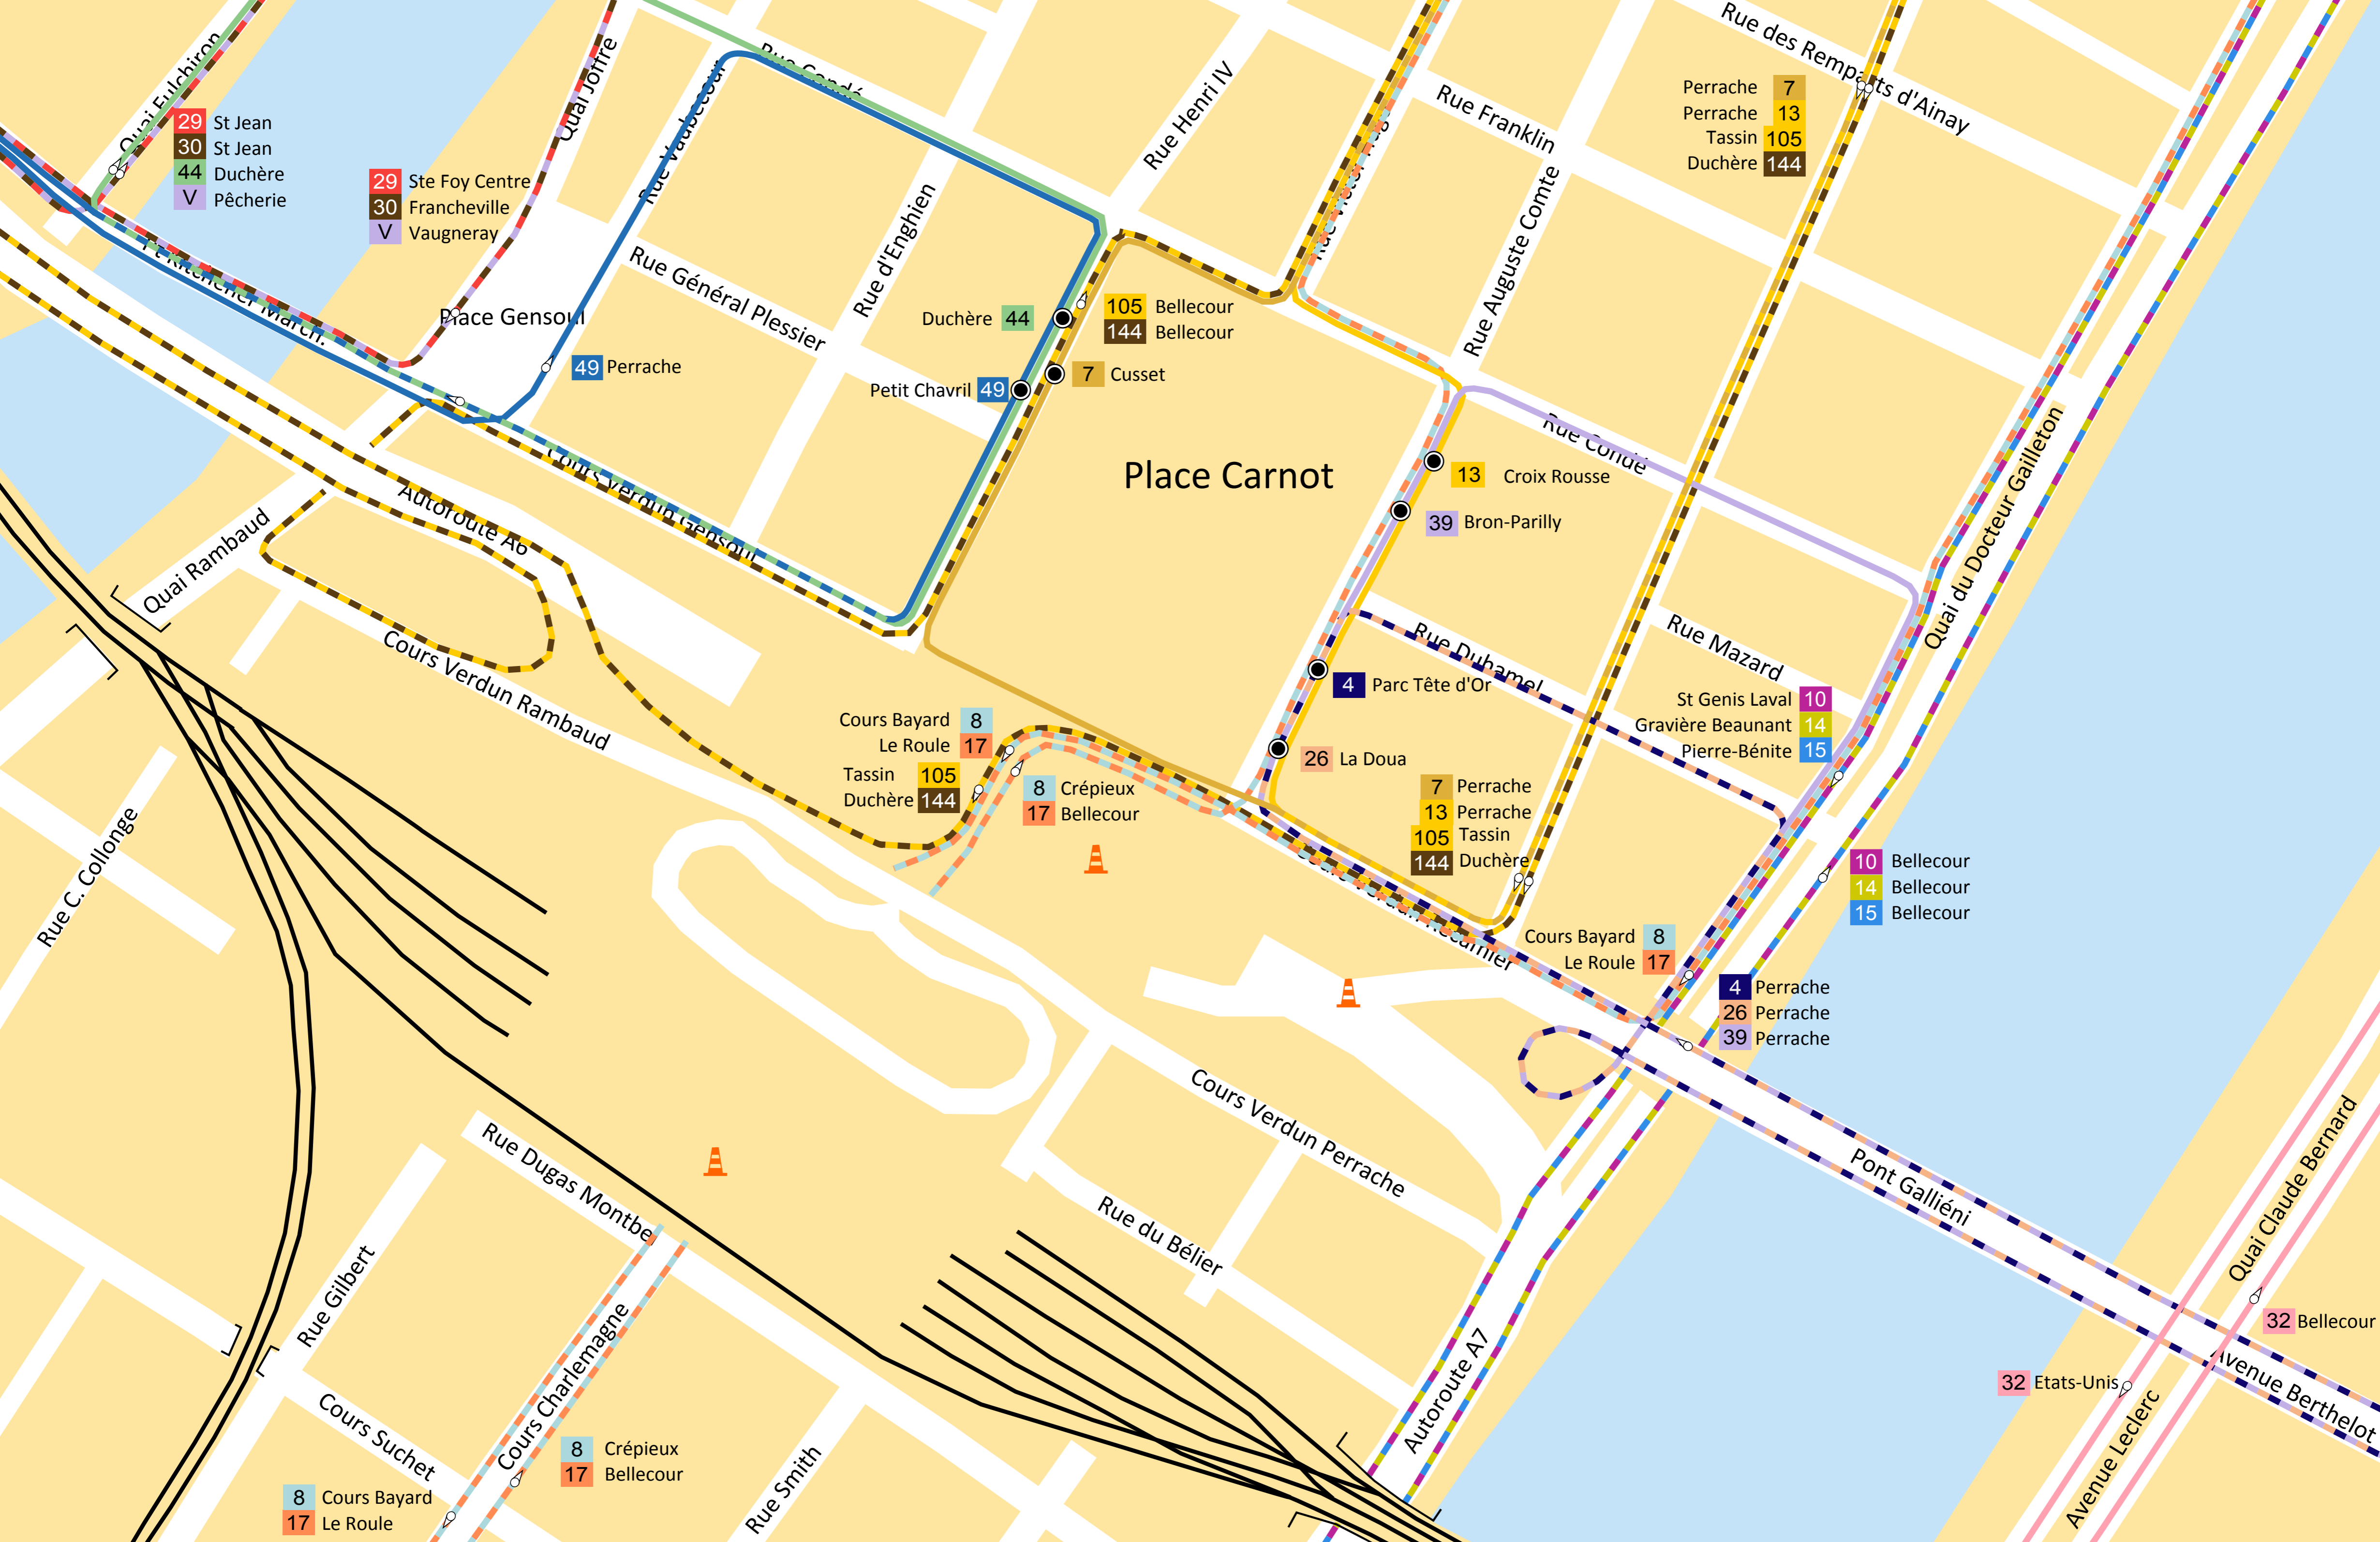 Quai Fulchiron
29 St Jean
30 St Jean
44 Duchère
V Pêcherie
29 Ste Foy Centre
30 Francheville
V Vaugneray
Quai Joffre
Rue Vaubecour
Rue Condé
Rue Henri IV
Rue d'Enghien
Rue Général Plessier
Place Gensoul
49 Perrache
Pt Kitchener March.
Rue Franklin
Rue Auguste Comte
Rue des Remparts d'Ainay
Perrache 7
Perrache 13
Tassin 105
Duchère 144
Duchère 44
105 Bellecour
144 Bellecour
Petit Chavril 49
7 Cusset
Place Carnot
13 Croix Rousse
39 Bron-Parilly
Rue Condé
Quai du Docteur Gailleton
Autoroute A6
Cours Verdun Gensoul
Quai Rambaud
Cours Verdun Rambaud
Rue Duhamel
Rue Mazard
4 Parc Tête d'Or
26 La Doua
St Genis Laval 10
Gravière Beaunant 14
Pierre-Bénite 15
Cours Bayard 8
Le Roule 17
Tassin 105
Duchère 144
8 Crépieux
17 Bellecour
7 Perrache
13 Perrache
105 Tassin
144 Duchère
10 Bellecour
14 Bellecour
15 Bellecour
Cours Bayard 8
Le Roule 17
4 Perrache
26 Perrache
39 Perrache
Rue C. Collonge
Cours Verdun Perrache
Rue Dugas Montbel
Rue du Bélier
Pont Galliéni
Quai Claude Bernard
32 Bellecour
32 Etats-Unis
Avenue Berthelot
Avenue Leclerc
Autoroute A7
Rue Gilbert
Cours Charlemagne
Cours Suchet
Rue Smith
8 Crépieux
17 Bellecour
8 Cours Bayard
17 Le Roule